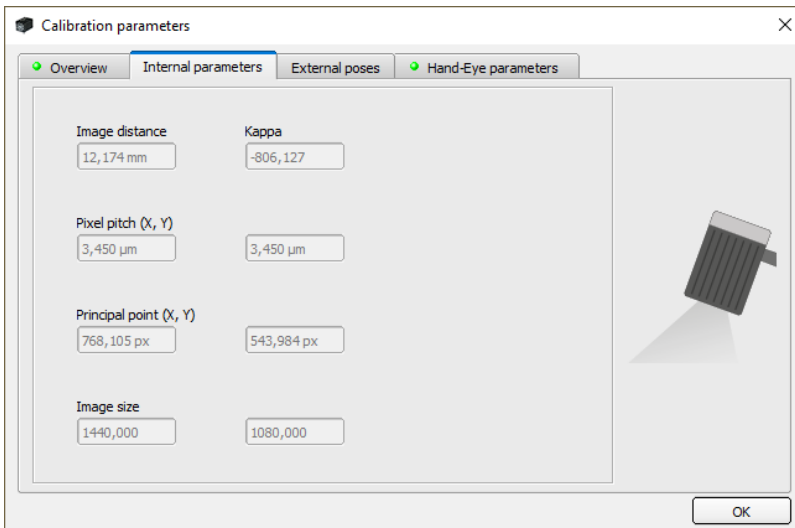 Calibration parameters
Overview
Internal parameters
External poses
Hand-Eye parameters
Image distance
Kappa
12,174 mm
-806,127
Pixel pitch (X, Y)
3,450 µm
3,450 µm
Principal point (X, Y)
768,105 px
543,984 px
Image size
1440,000
1080,000
OK